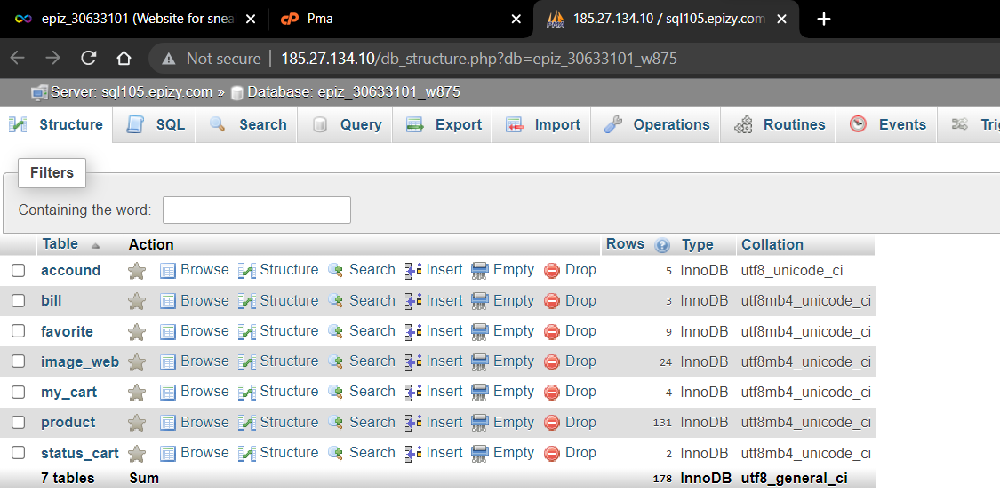 epiz_30633101 (Website for snea
Pma
185.27.134.10 / sql105.epizy.com
Not secure | 185.27.134.10/db_structure.php?db=epiz_30633101_w875
Server: sql105.epizy.com » Database: epiz_30633101_w875
Structure SQL Search Query Export Import Operations Routines Events Trig
Filters
Containing the word:
Table Action Rows Type Collation
accound Browse Structure Search Insert Empty Drop 5 InnoDB utf8_unicode_ci
bill Browse Structure Search Insert Empty Drop 3 InnoDB utf8mb4_unicode_ci
favorite Browse Structure Search Insert Empty Drop 9 InnoDB utf8mb4_unicode_ci
image_web Browse Structure Search Insert Empty Drop 24 InnoDB utf8mb4_unicode_ci
my_cart Browse Structure Search Insert Empty Drop 4 InnoDB utf8mb4_unicode_ci
product Browse Structure Search Insert Empty Drop 131 InnoDB utf8mb4_unicode_ci
status_cart Browse Structure Search Insert Empty Drop 2 InnoDB utf8mb4_unicode_ci
7 tables Sum 178 InnoDB utf8_general_ci